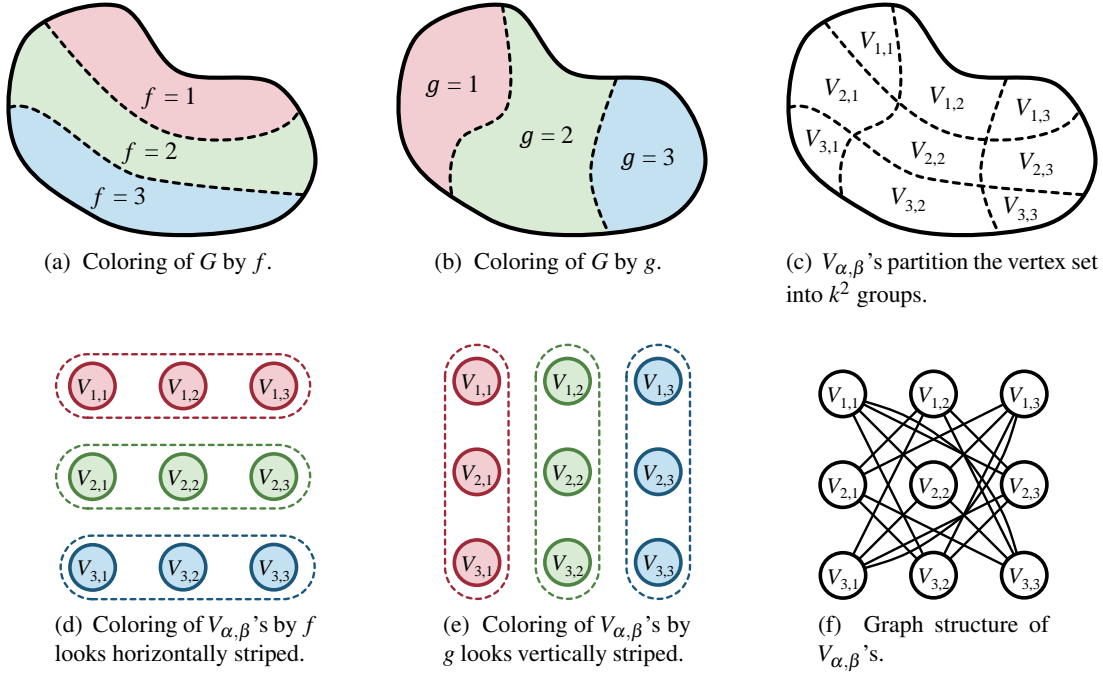 f = 1
f = 2
f = 3
(a) Coloring of G by f.
g = 1
g = 2
g = 3
(b) Coloring of G by g.
V1,1
V1,2
V1,3
V2,1
V2,2
V2,3
V3,1
V3,2
V3,3
(c) Vα,β's partition the vertex set
into k² groups.
V1,1 V1,2 V1,3
V2,1 V2,2 V2,3
V3,1 V3,2 V3,3
(d) Coloring of Vα,β's by f
looks horizontally striped.
V1,1 V1,2 V1,3
V2,1 V2,2 V2,3
V3,1 V3,2 V3,3
(e) Coloring of Vα,β's by
g looks vertically striped.
V1,1 V1,2 V1,3
V2,1 V2,2 V2,3
V3,1 V3,2 V3,3
(f) Graph structure of
Vα,β's.